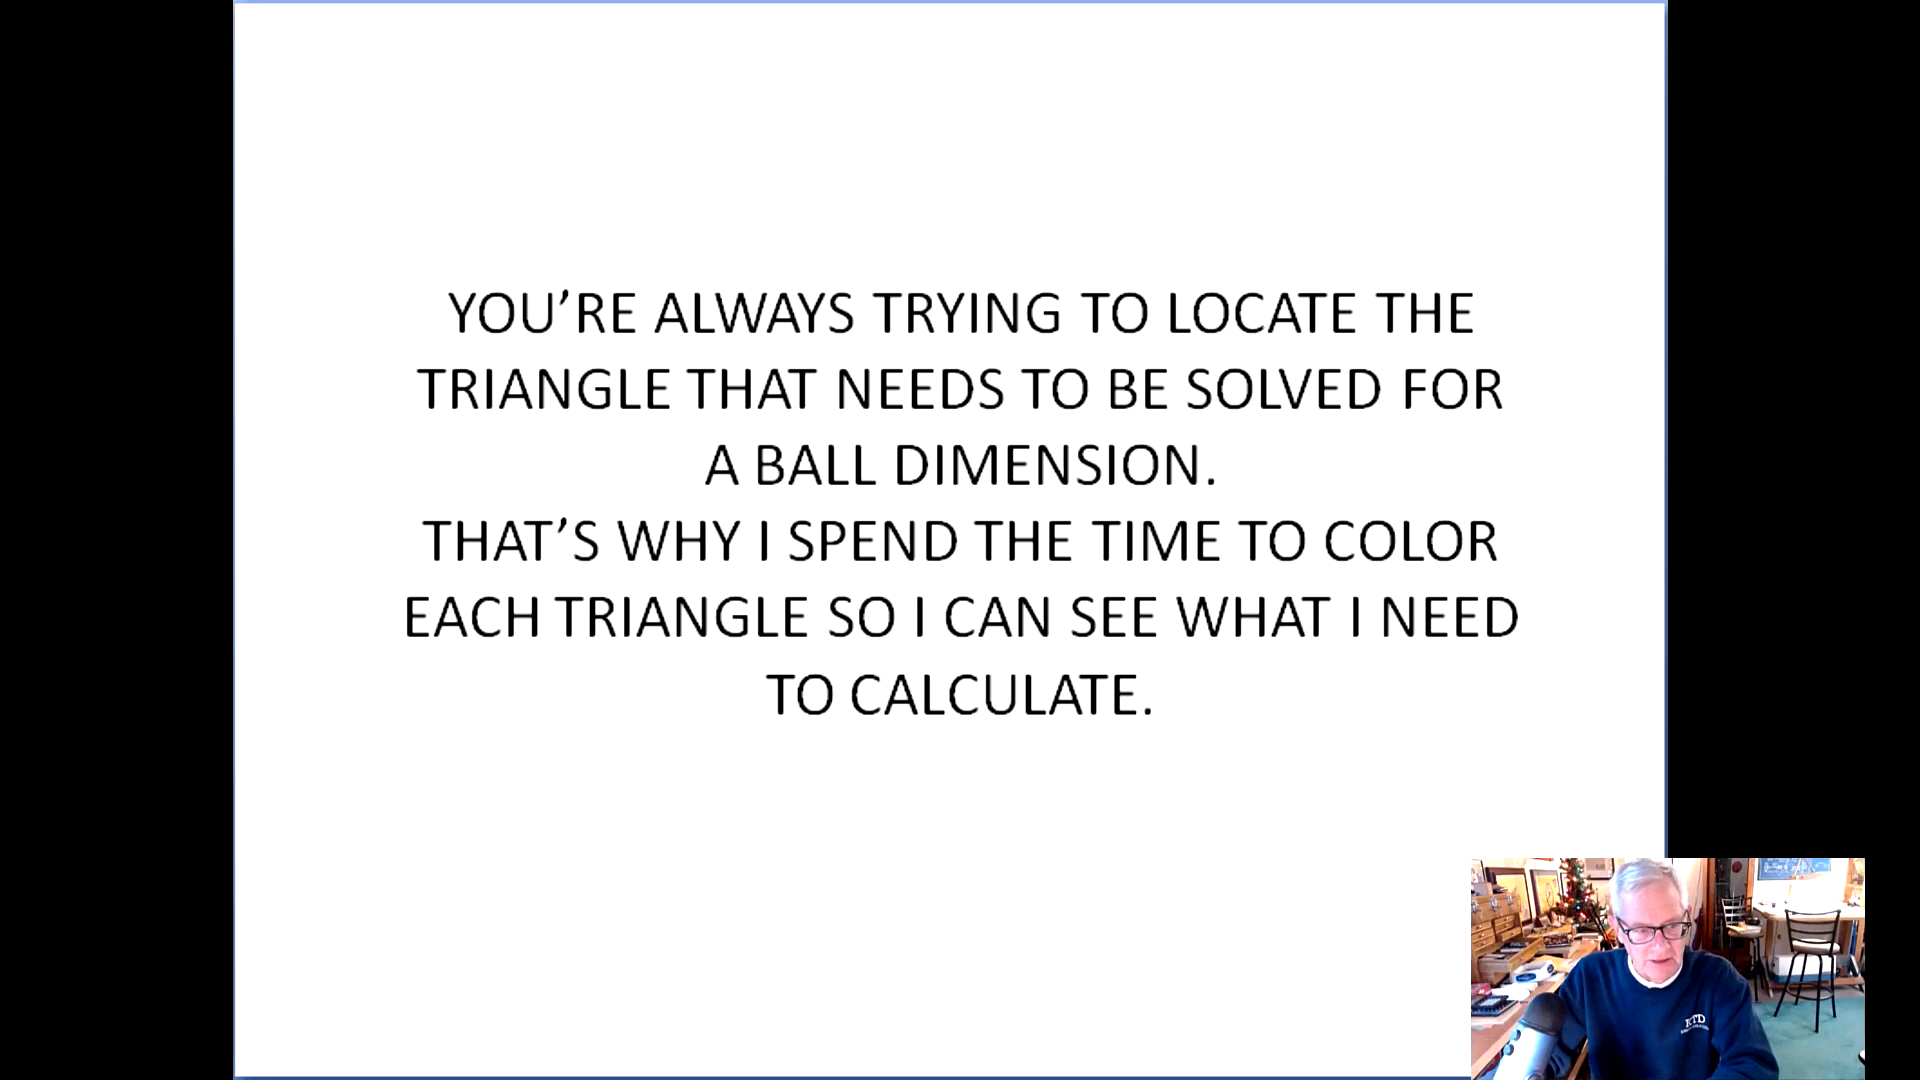 YOU’RE ALWAYS TRYING TO LOCATE THE
TRIANGLE THAT NEEDS TO BE SOLVED FOR
A BALL DIMENSION.
THAT’S WHY I SPEND THE TIME TO COLOR
EACH TRIANGLE SO I CAN SEE WHAT I NEED
TO CALCULATE.
KTD